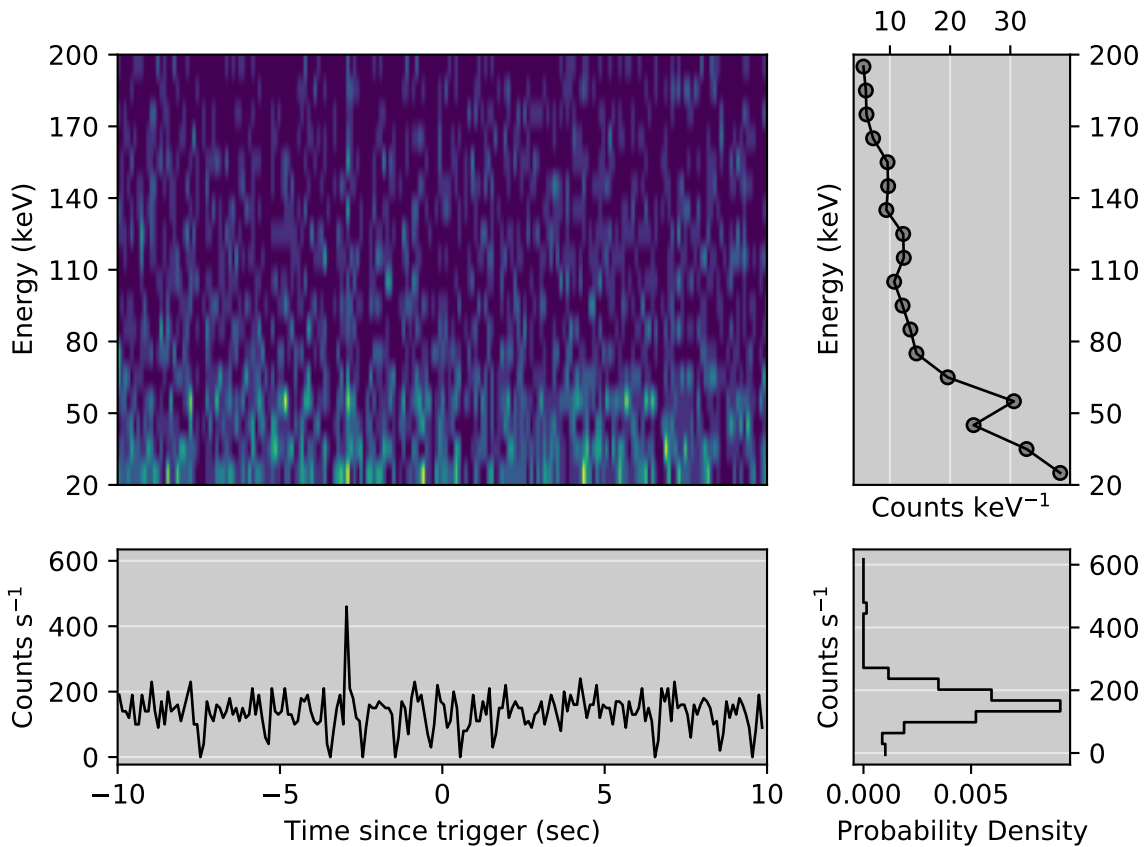 10 20 30
200
170
140
110
80
50
20
Energy (keV)
200
170
140
110
80
50
20
Energy (keV)
Counts keV⁻¹
600
400
200
0
Counts s⁻¹
−10 −5 0 5 10
Time since trigger (sec)
600
400
200
0
Counts s⁻¹
0.000 0.005
Probability Density